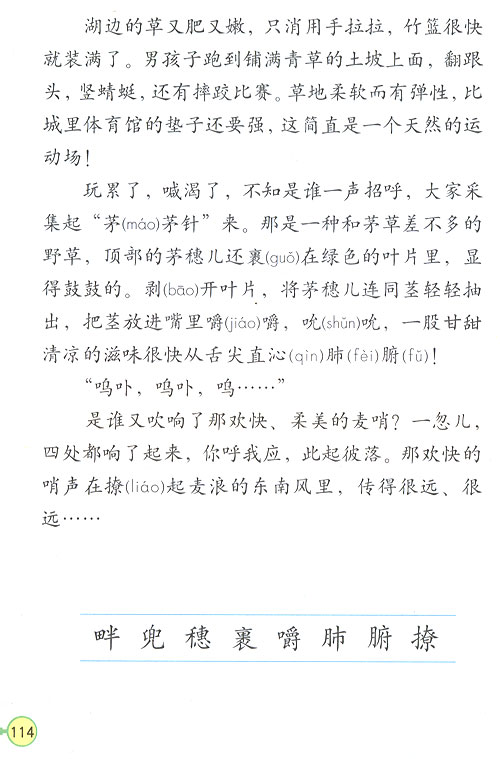 湖边的草又肥又嫩，只消用手拉拉，竹篮很快
就装满了。男孩子跑到铺满青草的土坡上面，翻跟
头，竖蜻蜓，还有摔跤比赛。草地柔软而有弹性，比
城里体育馆的垫子还要强，这简直是一个天然的运
动场！
玩累了，喊渴了，不知是谁一声招呼，大家采
集起“茅(máo)茅针”来。那是一种和茅草差不多的
野草，顶部的茅穗儿还裹(guǒ)在绿色的叶片里，显
得鼓鼓的。剥(bāo)开叶片，将茅穗儿连同茎轻轻抽
出，把茎放进嘴里嚼(jiáo)嚼，吮(shǔn)吮，一股甘甜
清凉的滋味很快从舌尖直沁(qìn)肺(fèi)腑(fǔ)！
“呜卟，呜卟，呜……”
是谁又吹响了那欢快、柔美的麦哨？一忽儿，
四处都响了起来，你呼我应，此起彼落。那欢快的
哨声在撩(liáo)起麦浪的东南风里，传得很远、很
远……
畔 兜 穗 裹 嚼 肺 腑 撩
114